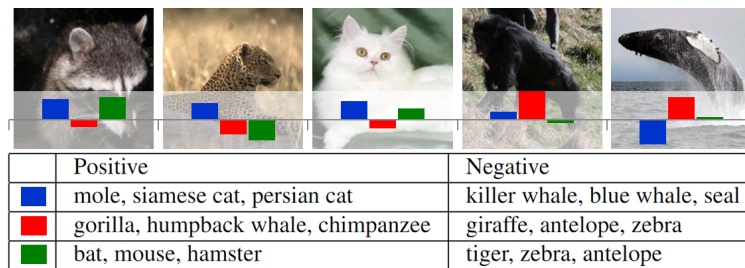 Positive Negative
mole, siamese cat, persian cat killer whale, blue whale, seal
gorilla, humpback whale, chimpanzee giraffe, antelope, zebra
bat, mouse, hamster tiger, zebra, antelope